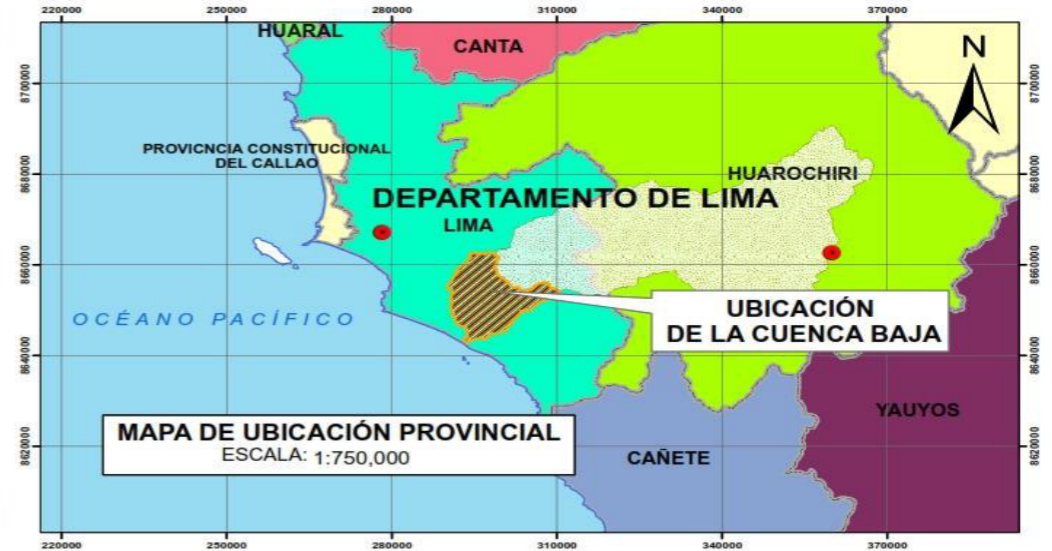 220000 250000 280000 310000 340000 370000
HUARAL
CANTA
N
8700000 8700000
PROVICNCIA CONSTITUCIONAL
DEL CALLAO
8680000 8680000
HUAROCHIRI
DEPARTAMENTO DE LIMA
LIMA
8660000 8660000
UBICACIÓN
DE LA CUENCA BAJA
OCÉANO PACÍFICO
8640000 8640000
YAUYOS
MAPA DE UBICACIÓN PROVINCIAL
ESCALA: 1:750,000
CAÑETE
8620000 8620000
220000 250000 280000 310000 340000 370000